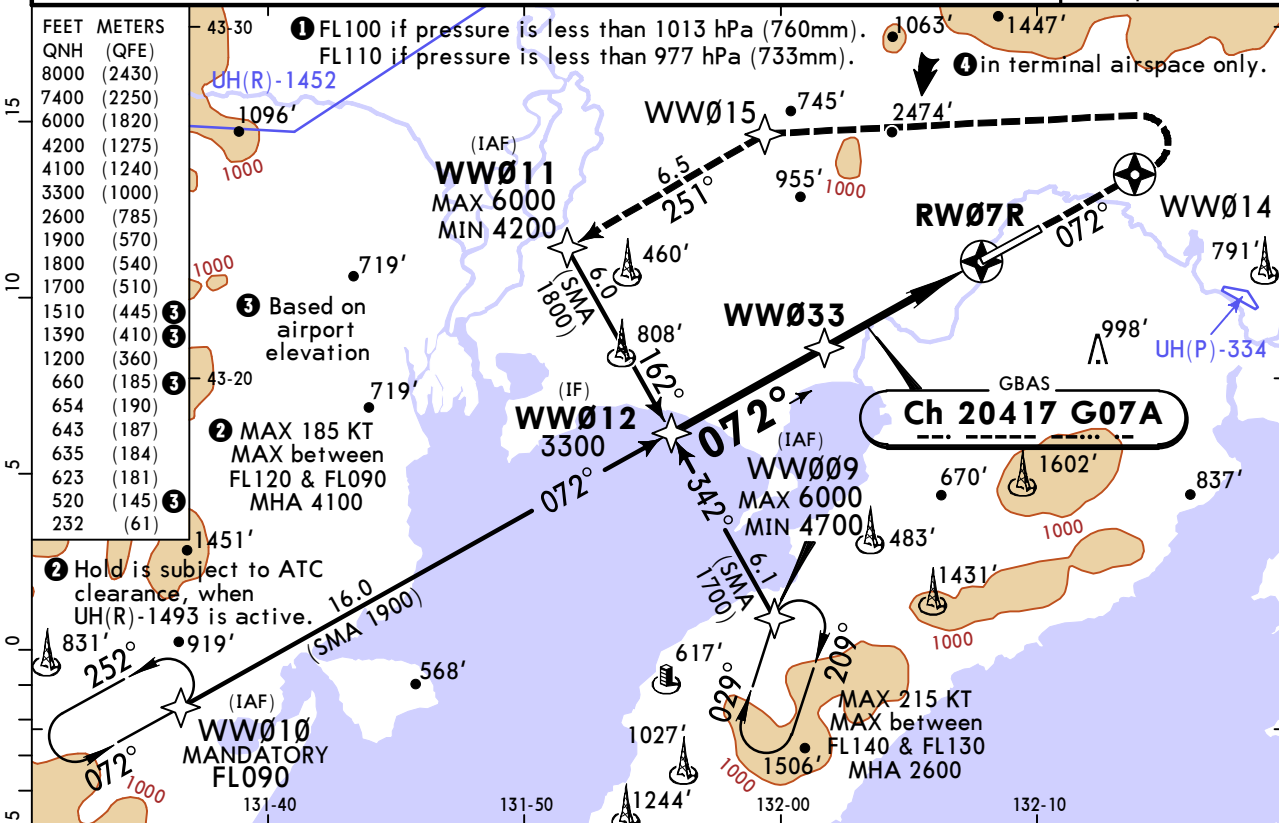 FEET METERS
QNH (QFE)
8000 (2430)
7400 (2250)
6000 (1820)
4200 (1275)
4100 (1240)
3300 (1000)
2600 (785)
1900 (570)
1800 (540)
1700 (510)
1510 (445) 3
1390 (410) 3
1200 (360)
660 (185) 3
654 (190)
643 (187)
635 (184)
623 (181)
520 (145) 3
232 (61)
43-30
1 FL100 if pressure is less than 1013 hPa (760mm).
FL110 if pressure is less than 977 hPa (733mm).
1063'
1447'
4 in terminal airspace only.
UH(R)-1452
1096'
1000
15
WWØ15
745'
2474'
(IAF)
WWØ11
MAX 6000
MIN 4200
6.5
251°
955'
1000
RWØ7R
072°
WWØ14
791'
1000
719'
460'
6.0
(SMA
1800)
10
3 Based on
airport
elevation
808'
162°
WWØ33
998'
UH(P)-334
43-20
719'
(IF)
WWØ12
3300
072°
GBAS
Ch 20417 G07A
2 MAX 185 KT
MAX between
FL120 & FL090
MHA 4100
(IAF)
WWØØ9
MAX 6000
MIN 4700
342°
072°
670'
1602'
837'
1000
5
1451'
483'
6.1
(SMA
1700)
2 Hold is subject to ATC
clearance, when
UH(R)-1493 is active.
16.0
(SMA 1900)
1431'
1000
0
831'
919'
252°
568'
617'
029°
209°
(IAF)
WWØ1Ø
MANDATORY
FL090
072°
1000
MAX 215 KT
MAX between
FL140 & FL130
MHA 2600
1027'
1000
1506'
1244'
5
131-40
131-50
132-00
132-10